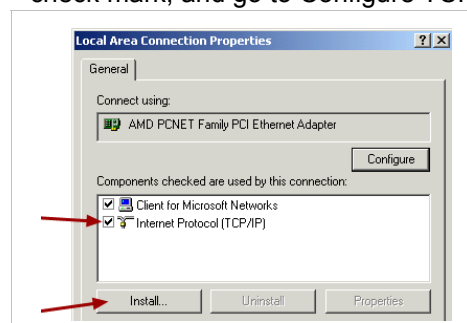 check mark, and go to Configure TC
Local Area Connection Properties
General
Connect using:
AMD PCNET Family PCI Ethernet Adapter
Configure
Components checked are used by this connection:
Client for Microsoft Networks
Internet Protocol (TCP/IP)
Install... Uninstall Properties